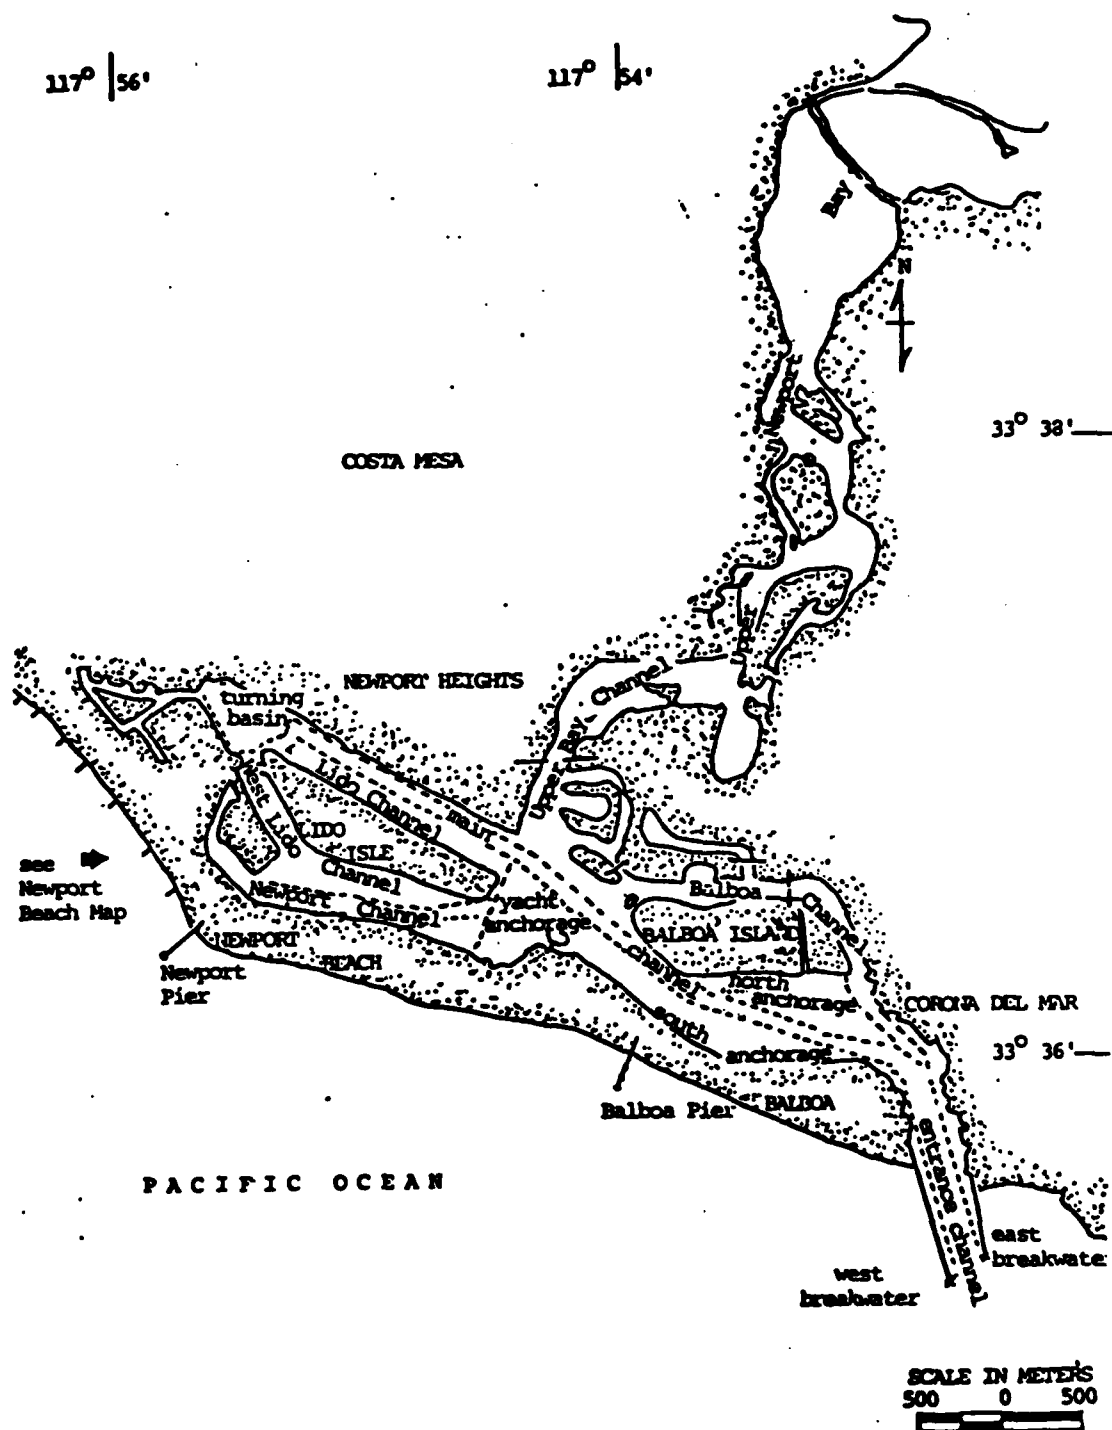 117° 56'
117° 54'
Upper Newport Bay
N
33° 38'
COSTA MESA
NEWPORT HEIGHTS
turning
basin
Upper Bay Channel
Lido Channel
main
channel
West Lido
Channel
LIDO
ISLE
Newport Channel
yacht
anchorage
Balboa Channel
BALBOA ISLAND
north
anchorage
south
anchorage
CORONA DEL MAR
33° 36'
see
Newport
Beach Map
NEWPORT
BEACH
Newport
Pier
Balboa Pier
BALBOA
entrance channel
PACIFIC OCEAN
east
breakwater
west
breakwater
SCALE IN METERS
500 0 500